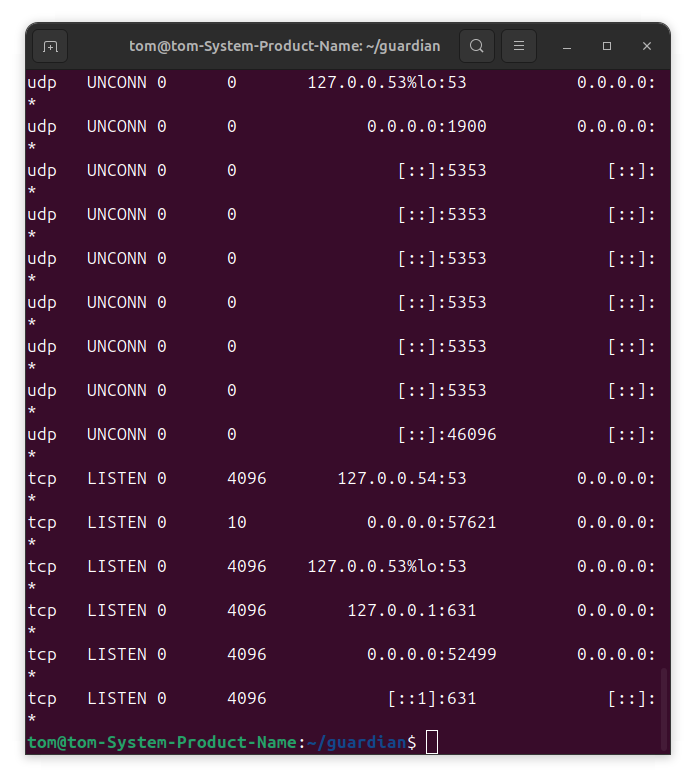 tom@tom-System-Product-Name: ~/guardian
udp   UNCONN 0      0       127.0.0.53%lo:53           0.0.0.0:
*
udp   UNCONN 0      0             0.0.0.0:1900         0.0.0.0:
*
udp   UNCONN 0      0                [::]:5353            [::]:
*
udp   UNCONN 0      0                [::]:5353            [::]:
*
udp   UNCONN 0      0                [::]:5353            [::]:
*
udp   UNCONN 0      0                [::]:5353            [::]:
*
udp   UNCONN 0      0                [::]:5353            [::]:
*
udp   UNCONN 0      0                [::]:5353            [::]:
*
udp   UNCONN 0      0                [::]:46096           [::]:
*
tcp   LISTEN 0      4096       127.0.0.54:53           0.0.0.0:
*
tcp   LISTEN 0      10            0.0.0.0:57621        0.0.0.0:
*
tcp   LISTEN 0      4096    127.0.0.53%lo:53           0.0.0.0:
*
tcp   LISTEN 0      4096        127.0.0.1:631          0.0.0.0:
*
tcp   LISTEN 0      4096          0.0.0.0:52499        0.0.0.0:
*
tcp   LISTEN 0      4096            [::1]:631             [::]:
*
tom@tom-System-Product-Name:~/guardian$